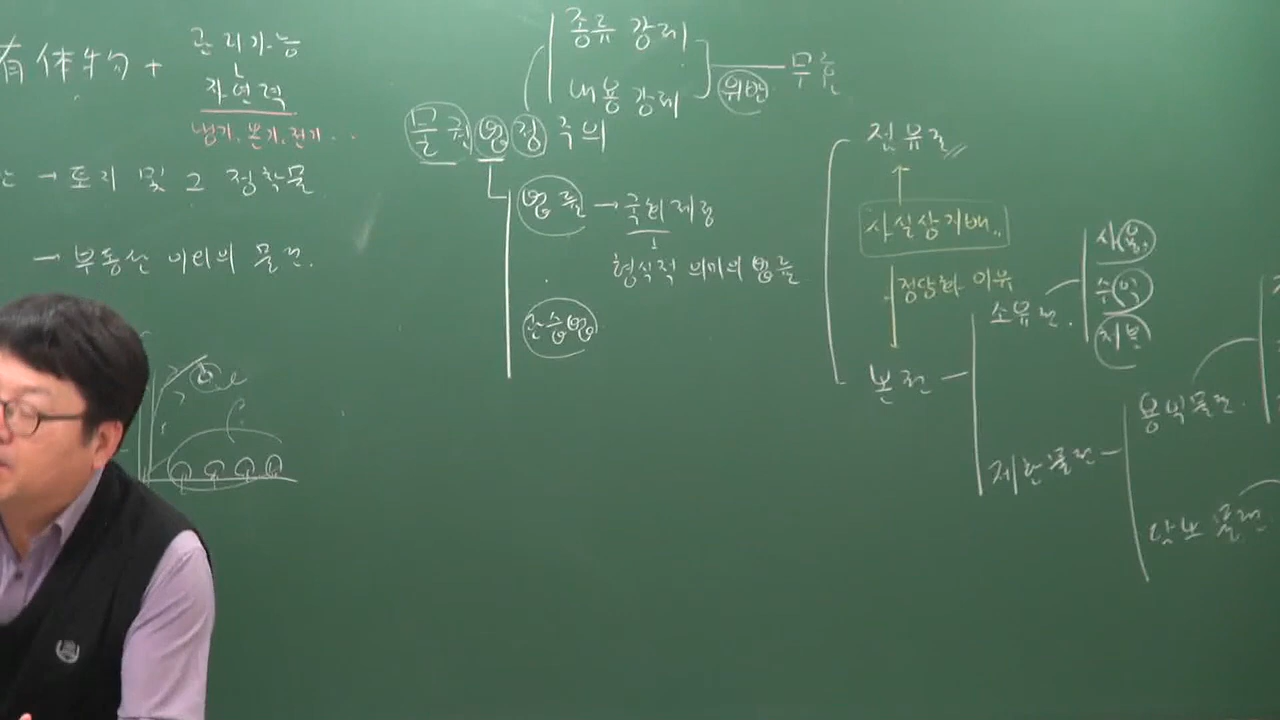 有体物 + 관리가능
자연력
냉기, 온기, 전기 ...
→ 토지 및 그 정착물
→ 부동산 이외의 물건.
종류 강제
내용 강제
위반
무효
물권법정주의
법률 → 국회제정
형식적 의미의 법률
관습법
점유권
사실상지배..
정당화 이유
본권
소유권.
사용.
수익
처분
제한물권
용익물권.
담보물권